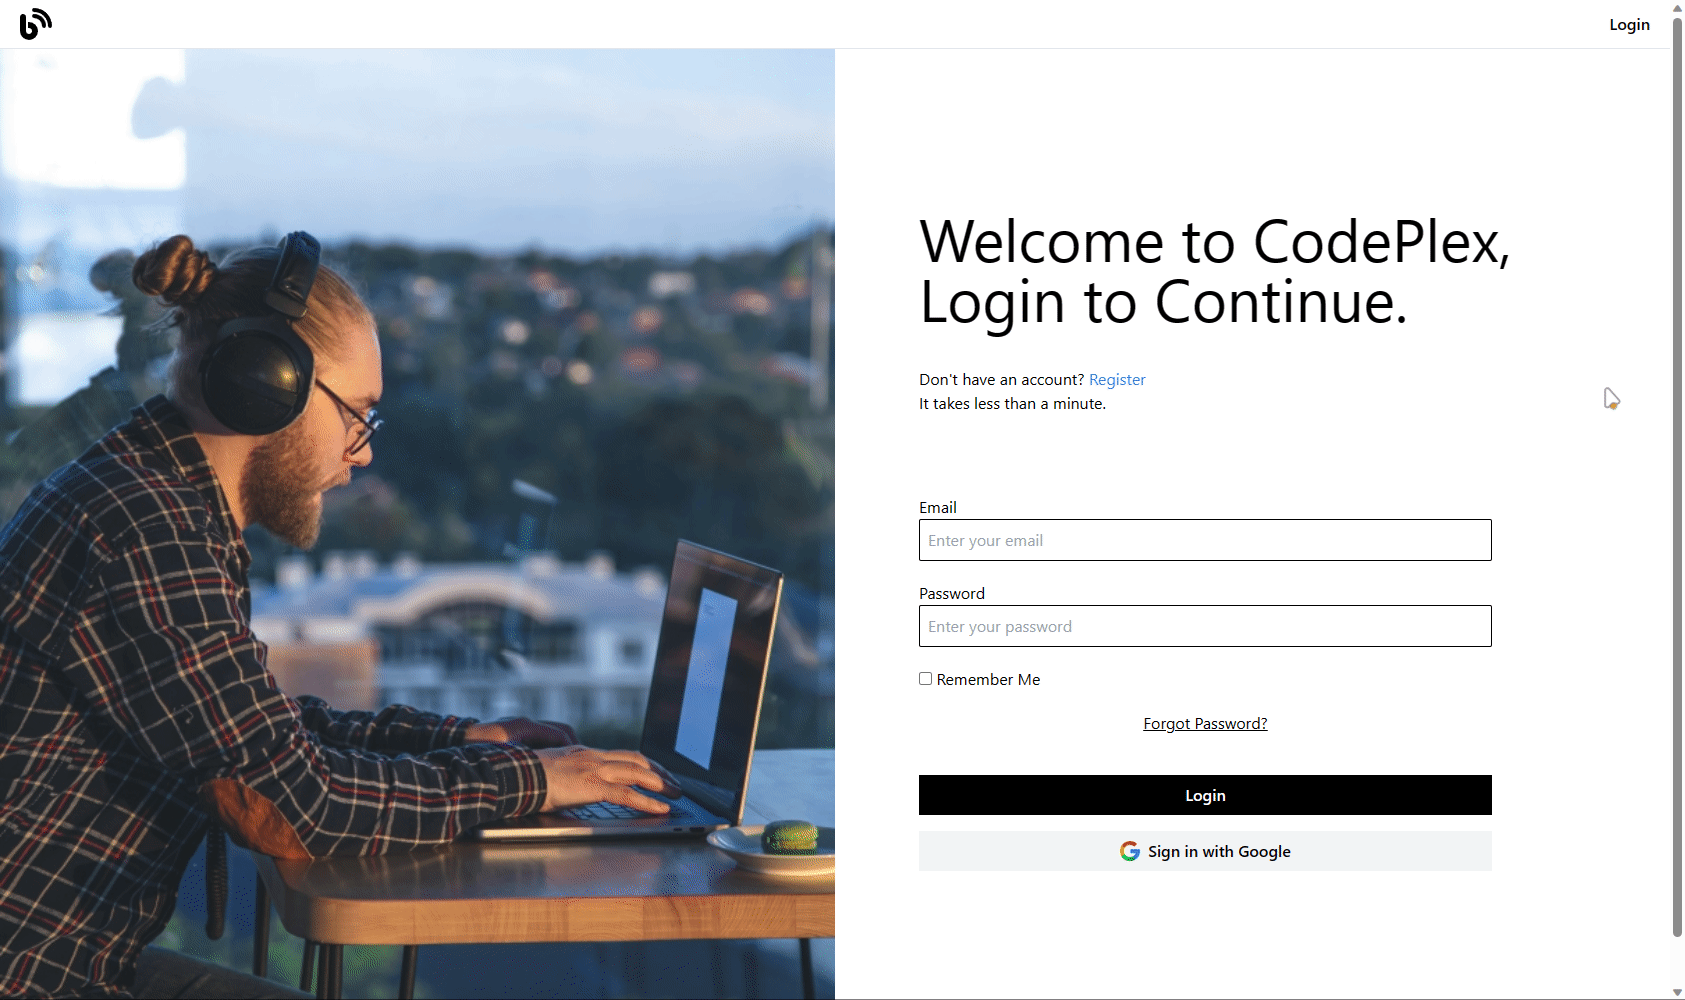 Login
Welcome to CodePlex,
Login to Continue.
Don't have an account? Register
It takes less than a minute.
Email
Enter your email
Password
Enter your password
Remember Me
Forgot Password?
Login
Sign in with Google